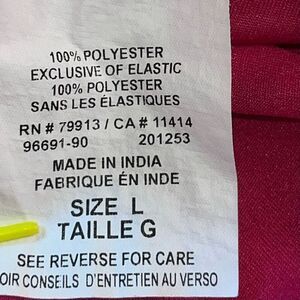 100% POLYESTER
EXCLUSIVE OF ELASTIC
100% POLYESTER
SANS LES ÉLASTIQUES
RN # 79913 / CA # 11414
96691-90 201253
MADE IN INDIA
FABRIQUE ÉN INDE
SIZE L
TAILLE G
SEE REVERSE FOR CARE
OIR CONSEILS D'ENTRETIEN AU VERSO